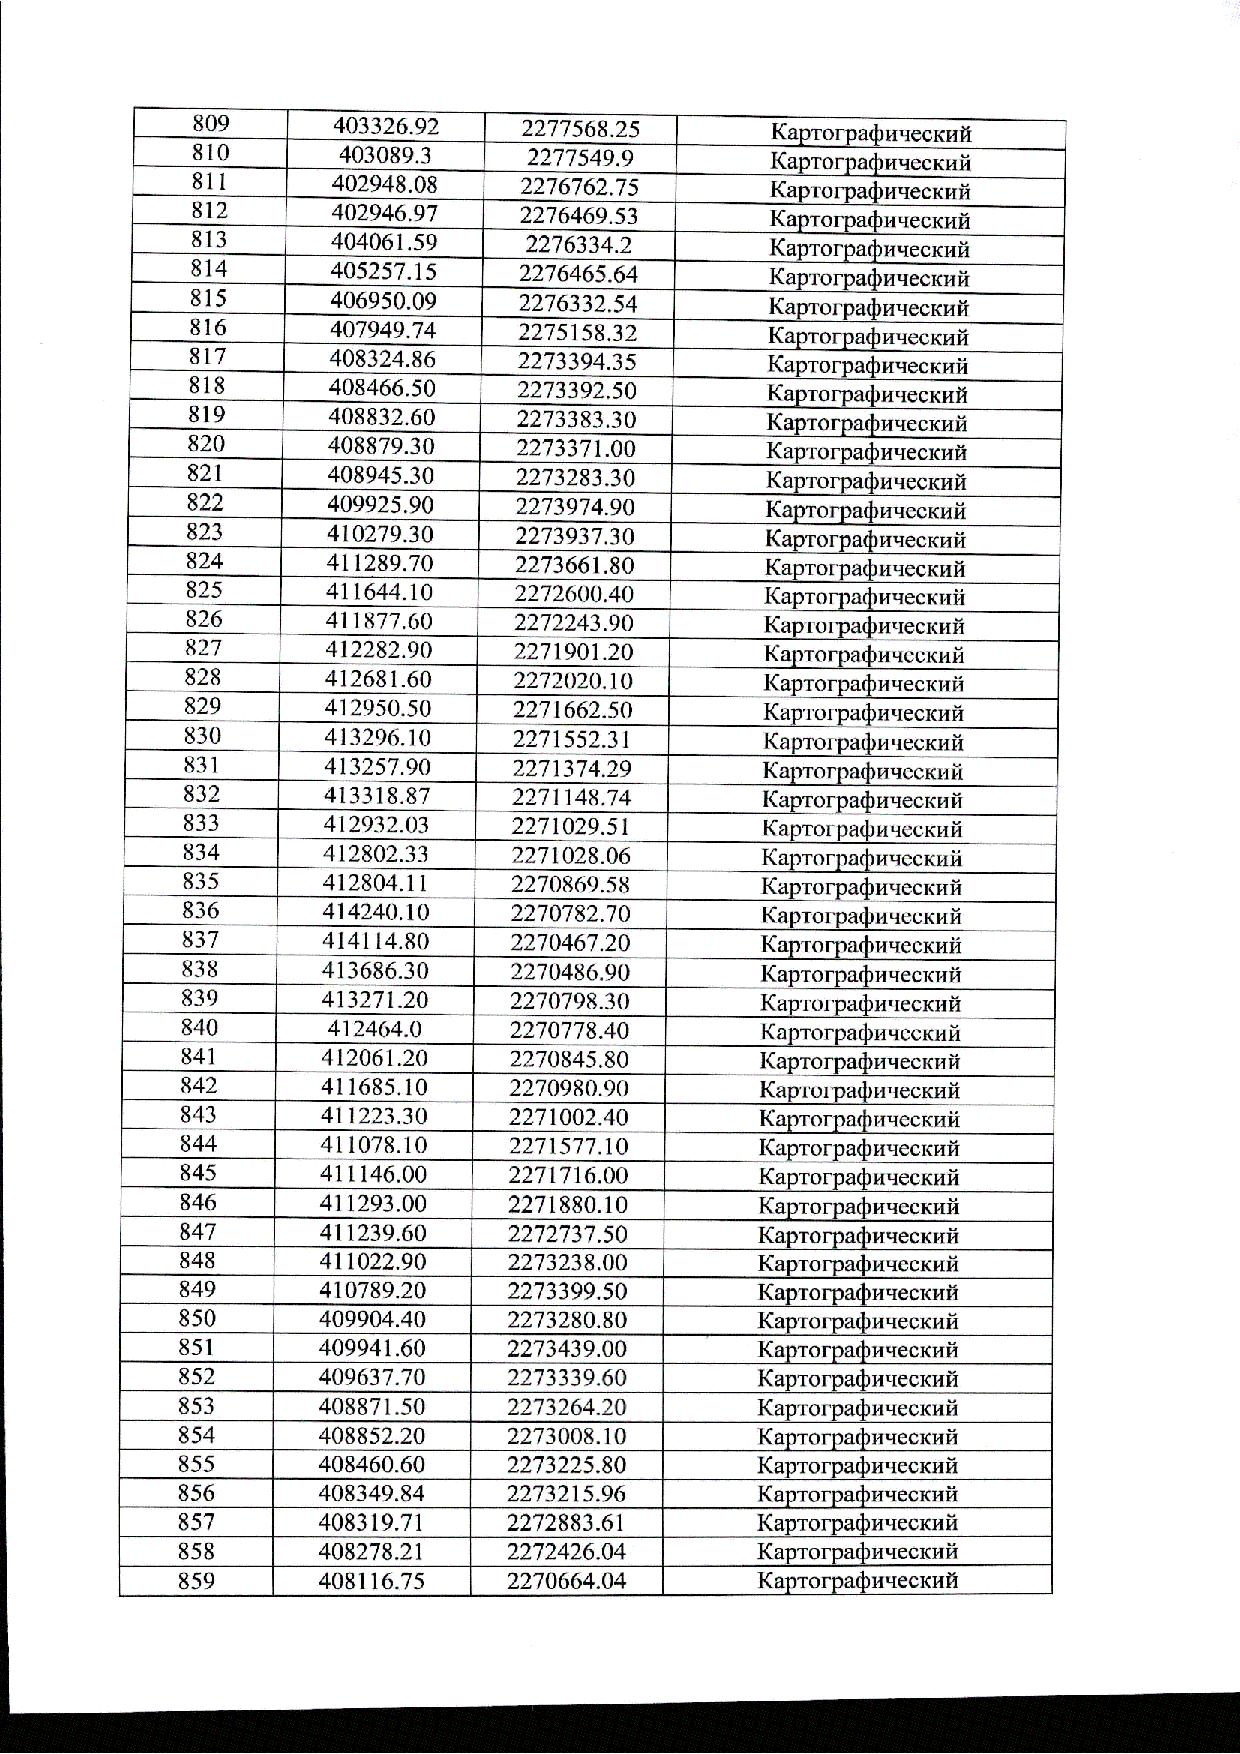 809 403326.92 2277568.25 Картографический
810 403089.3 2277549.9 Картографический
811 402948.08 2276762.75 Картографический
812 402946.97 2276469.53 Картографический
813 404061.59 2276334.2 Картографический
814 405257.15 2276465.64 Картографический
815 406950.09 2276332.54 Картографический
816 407949.74 2275158.32 Картографический
817 408324.86 2273394.35 Картографический
818 408466.50 2273392.50 Картографический
819 408832.60 2273383.30 Картографический
820 408879.30 2273371.00 Картографический
821 408945.30 2273283.30 Картографический
822 409925.90 2273974.90 Картографический
823 410279.30 2273937.30 Картографический
824 411289.70 2273661.80 Картографический
825 411644.10 2272600.40 Картографический
826 411877.60 2272243.90 Картографический
827 412282.90 2271901.20 Картографический
828 412681.60 2272020.10 Картографический
829 412950.50 2271662.50 Картографический
830 413296.10 2271552.31 Картографический
831 413257.90 2271374.29 Картографический
832 413318.87 2271148.74 Картографический
833 412932.03 2271029.51 Картографический
834 412802.33 2271028.06 Картографический
835 412804.11 2270869.58 Картографический
836 414240.10 2270782.70 Картографический
837 414114.80 2270467.20 Картографический
838 413686.30 2270486.90 Картографический
839 413271.20 2270798.30 Картографический
840 412464.0 2270778.40 Картографический
841 412061.20 2270845.80 Картографический
842 411685.10 2270980.90 Картографический
843 411223.30 2271002.40 Картографический
844 411078.10 2271577.10 Картографический
845 411146.00 2271716.00 Картографический
846 411293.00 2271880.10 Картографический
847 411239.60 2272737.50 Картографический
848 411022.90 2273238.00 Картографический
849 410789.20 2273399.50 Картографический
850 409904.40 2273280.80 Картографический
851 409941.60 2273439.00 Картографический
852 409637.70 2273339.60 Картографический
853 408871.50 2273264.20 Картографический
854 408852.20 2273008.10 Картографический
855 408460.60 2273225.80 Картографический
856 408349.84 2273215.96 Картографический
857 408319.71 2272883.61 Картографический
858 408278.21 2272426.04 Картографический
859 408116.75 2270664.04 Картографический